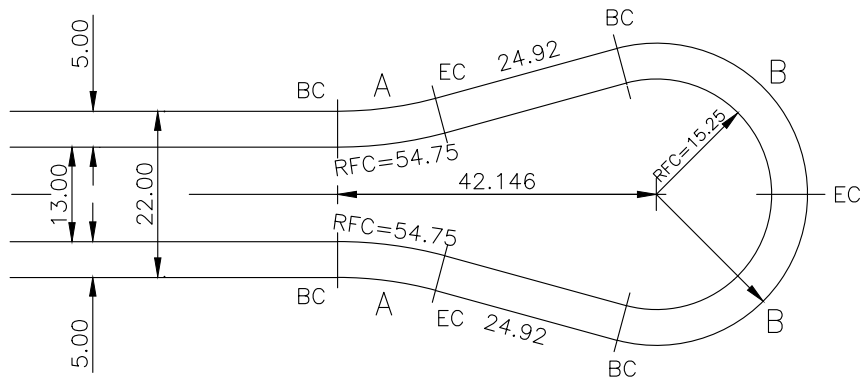 BC
5.00
A
EC
24.92
B
BC
RFC=54.75
RFC=15.25
13.00
22.00
42.146
EC
RFC=54.75
BC
A
EC
24.92
B
5.00
BC